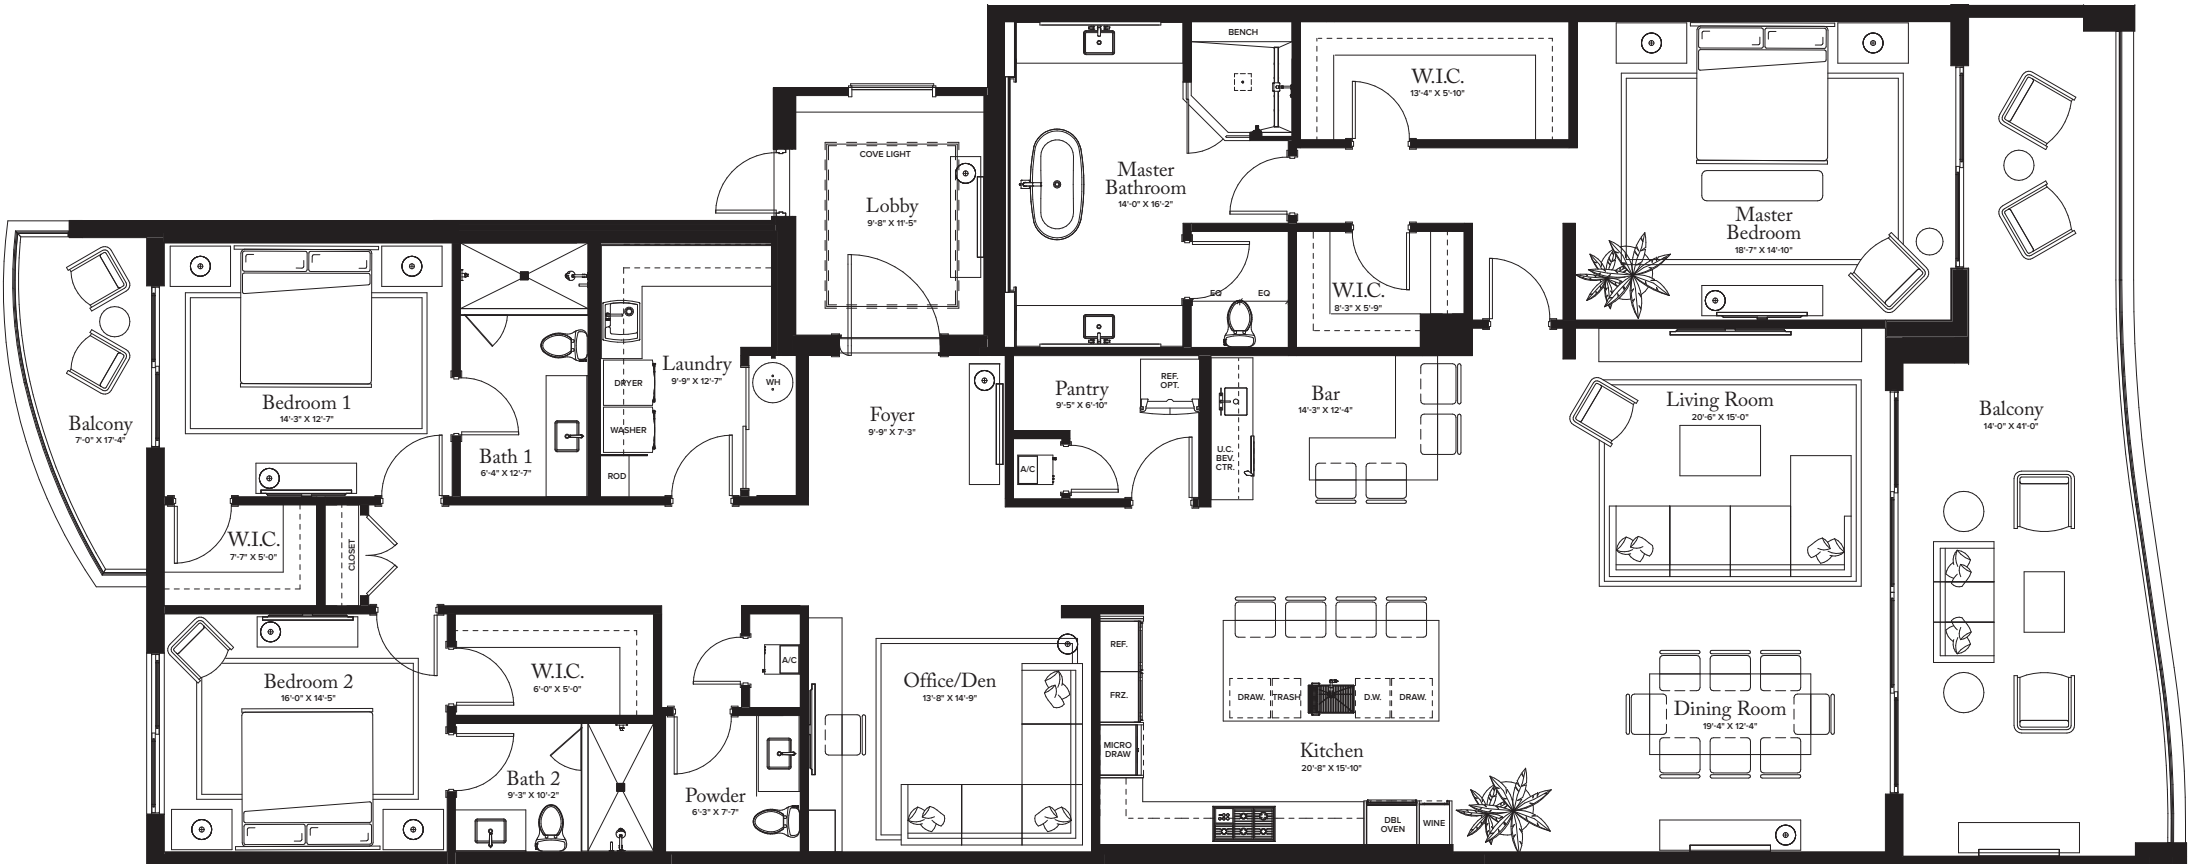 BENCH
W.I.C.
13'-4" X 5'-10"
COVE LIGHT
Lobby
9'-8" X 11'-5"
Master
Bathroom
14'-0" X 16'-2"
Master
Bedroom
18'-7" X 14'-10"
EQ
EQ
W.I.C.
8'-3" X 5'-9"
Balcony
7'-0" X 17'-4"
Bedroom 1
14'-3" X 12'-7"
Bath 1
6'-4" X 12'-7"
Laundry
9'-9" X 12'-7"
DRYER
WASHER
ROD
WH
Foyer
9'-9" X 7'-3"
Pantry
9'-5" X 6'-10"
REF.
OPT.
A/C
U.C.
BEV.
CTR.
Bar
14'-3" X 12'-4"
Living Room
20'-6" X 15'-0"
Balcony
14'-0" X 41'-0"
W.I.C.
7'-7" X 5'-0"
CLOSET
Bedroom 2
16'-0" X 14'-5"
W.I.C.
6'-0" X 5'-0"
A/C
Office/Den
13'-8" X 14'-9"
REF.
FRZ.
MICRO
DRAW
DRAW.
TRASH
D.W.
DRAW.
Dining Room
19'-4" X 12'-4"
Kitchen
20'-8" X 15'-10"
Bath 2
9'-3" X 10'-2"
Powder
6'-3" X 7'-7"
DBL
OVEN
WINE